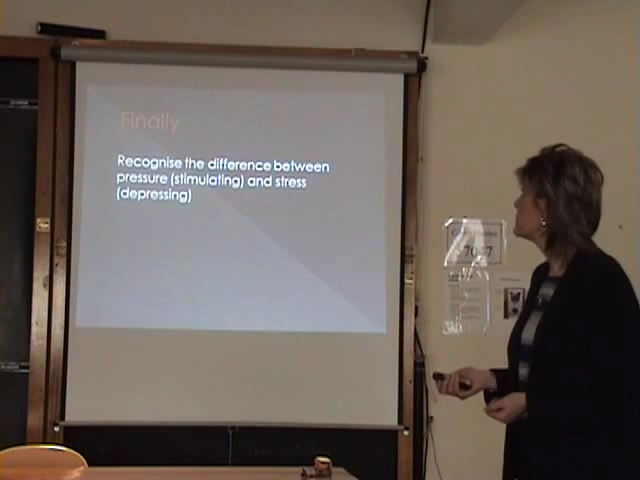 Finally
Recognise the difference between
pressure (stimulating) and stress
(depressing)